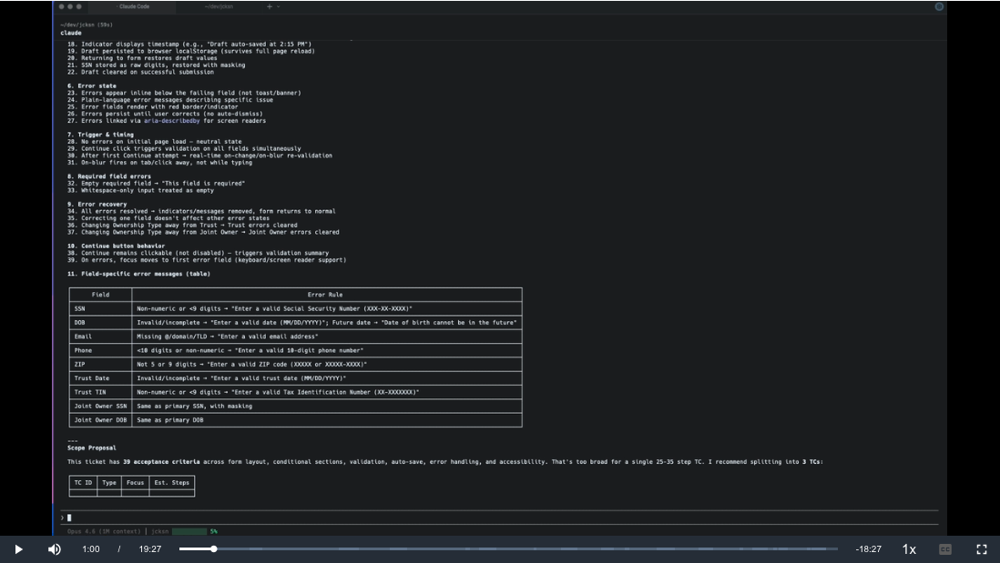 Claude Code
~/dev/jcksn
+
~/dev/jcksn (59s)
claude
18. Indicator displays timestamp (e.g., "Draft auto-saved at 2:15 PM")
19. Draft persisted to browser localStorage (survives full page reload)
20. Returning to form restores draft values
21. SSN stored as raw digits, restored with masking
22. Draft cleared on successful submission
6. Error state
23. Errors appear inline below the failing field (not toast/banner)
24. Plain-language error messages describing specific issue
25. Error fields render with red border/indicator
26. Errors persist until user corrects (no auto-dismiss)
27. Errors linked via aria-describedby for screen readers
7. Trigger & timing
28. No errors on initial page load — neutral state
29. Continue click triggers validation on all fields simultaneously
30. After first Continue attempt → real-time on-change/on-blur re-validation
31. On-blur fires on tab/click away, not while typing
8. Required field errors
32. Empty required field → "This field is required"
33. Whitespace-only input treated as empty
9. Error recovery
34. All errors resolved → indicators/messages removed, form returns to normal
35. Correcting one field doesn't affect other error states
36. Changing Ownership Type away from Trust → Trust errors cleared
37. Changing Ownership Type away from Joint Owner → Joint Owner errors cleared
10. Continue button behavior
38. Continue remains clickable (not disabled) — triggers validation summary
39. On errors, focus moves to first error field (keyboard/screen reader support)
11. Field-specific error messages (table)
Field Error Rule
SSN Non-numeric or <9 digits → "Enter a valid Social Security Number (XXX-XX-XXXX)"
DOB Invalid/incomplete → "Enter a valid date (MM/DD/YYYY)"; Future date → "Date of birth cannot be in the future"
Email Missing @/domain/TLD → "Enter a valid email address"
Phone <10 digits or non-numeric → "Enter a valid 10-digit phone number"
ZIP Not 5 or 9 digits → "Enter a valid ZIP code (XXXXX or XXXXX-XXXX)"
Trust Date Invalid/incomplete → "Enter a valid trust date (MM/DD/YYYY)"
Trust TIN Non-numeric or <9 digits → "Enter a valid Tax Identification Number (XX-XXXXXXX)"
Joint Owner SSN Same as primary SSN, with masking
Joint Owner DOB Same as primary DOB
---
Scope Proposal
This ticket has 39 acceptance criteria across form layout, conditional sections, validation, auto-save, error handling, and accessibility. That's too broad for a single 25-35 step TC. I recommend splitting into 3 TCs:
TC ID Type Focus Est. Steps
❯
Opus 4.6 (1M context) | jcksn 5%
1:00 / 19:27 -18:27 1x CC